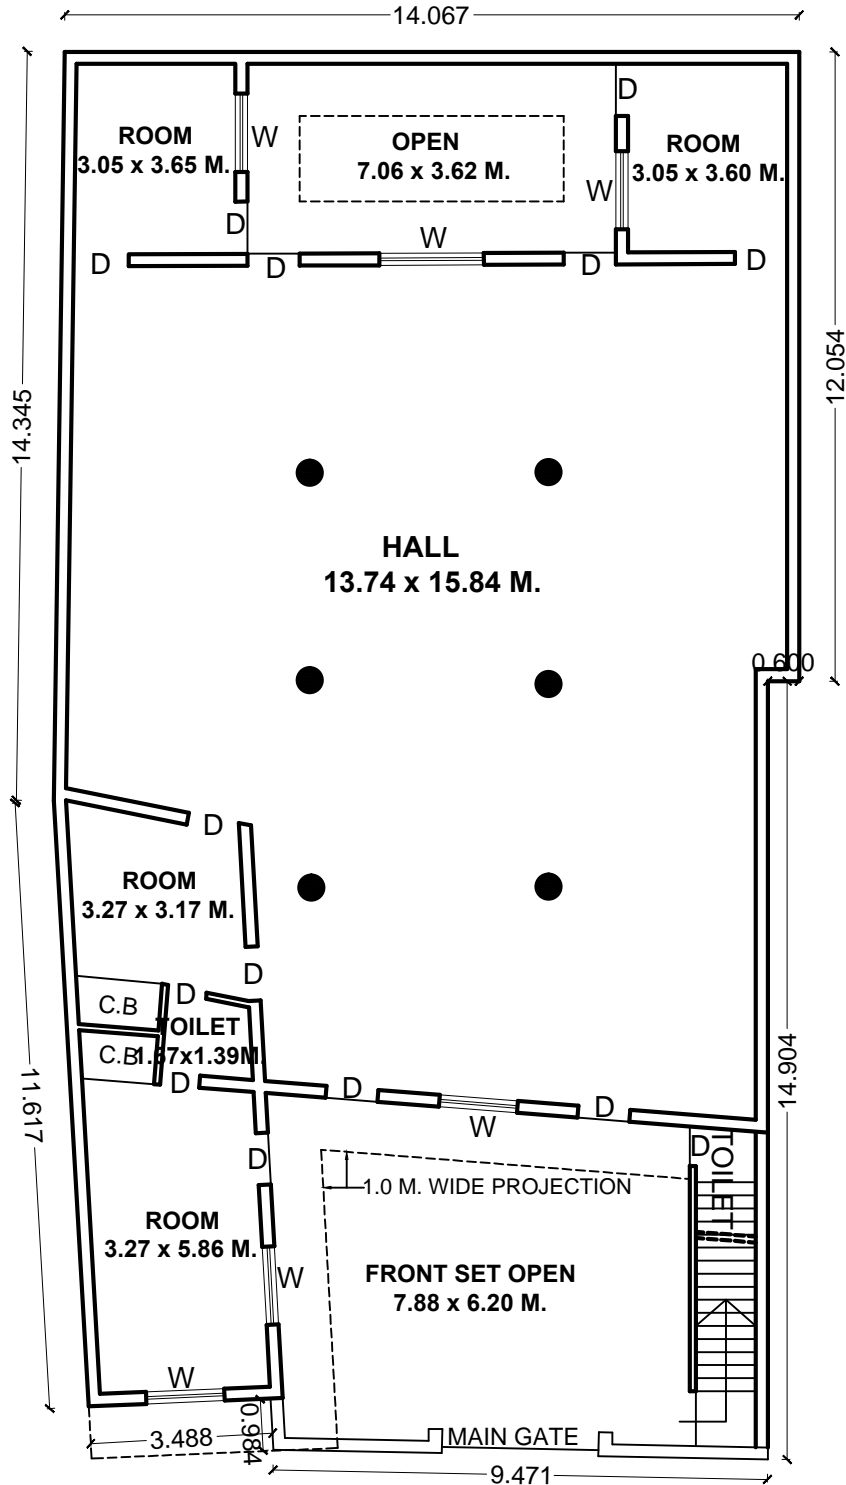 14.067
D
ROOM
3.05 x 3.65 M.
W
OPEN
7.06 x 3.62 M.
ROOM
3.05 x 3.60 M.
W
D
W
D
D
D
D
12.054
14.345
HALL
13.74 x 15.84 M.
0.600
D
ROOM
3.27 x 3.17 M.
D
C.B
D
TOILET
1.67x1.39M.
C.B
D
D
D
W
14.904
11.617
D
D
TOILET
1.0 M. WIDE PROJECTION
ROOM
3.27 x 5.86 M.
W
FRONT SET OPEN
7.88 x 6.20 M.
W
3.488
0.984
MAIN GATE
9.471